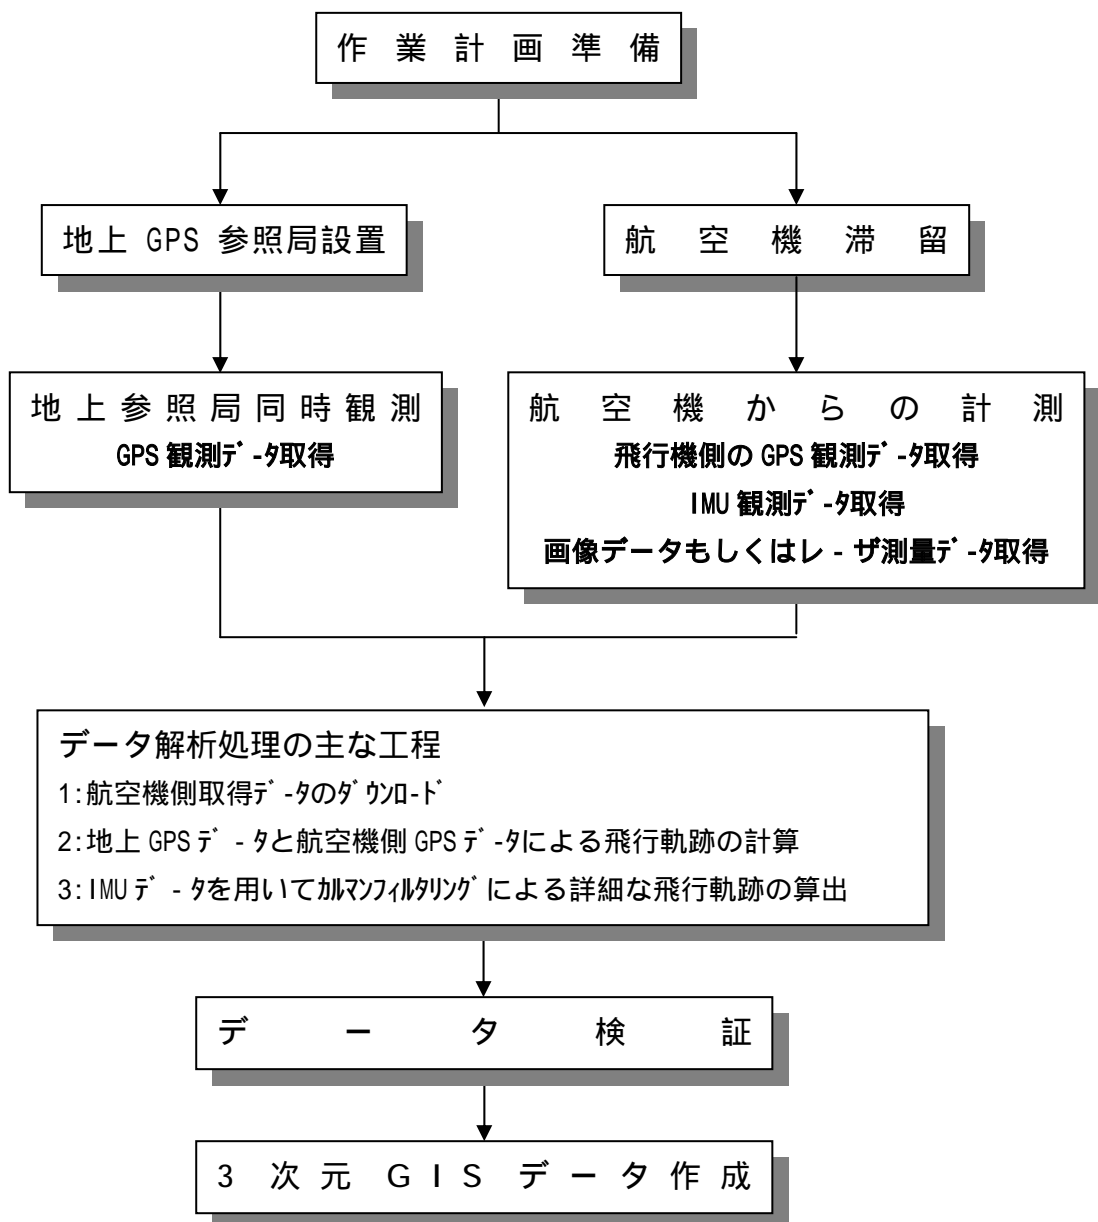 作業計画準備
地上 GPS 参照局設置
航空機滞留
地上参照局同時観測
GPS 観測ﾃﾞ-ﾀ取得
航空機からの計測
飛行機側の GPS 観測ﾃﾞ-ﾀ取得
IMU 観測ﾃﾞ-ﾀ取得
画像データもしくはレ-ザ測量ﾃﾞ-ﾀ取得
データ解析処理の主な工程
1:航空機側取得ﾃﾞ-ﾀのﾀﾞｳﾝﾛ-ﾄﾞ
2:地上 GPS ﾃﾞ-ﾀと航空機側 GPS ﾃﾞ-ﾀによる飛行軌跡の計算
3:IMU ﾃﾞ-ﾀを用いてｶﾙﾏﾝﾌｨﾙﾀﾘﾝｸﾞによる詳細な飛行軌跡の算出
データ検証
3次元GISデータ作成